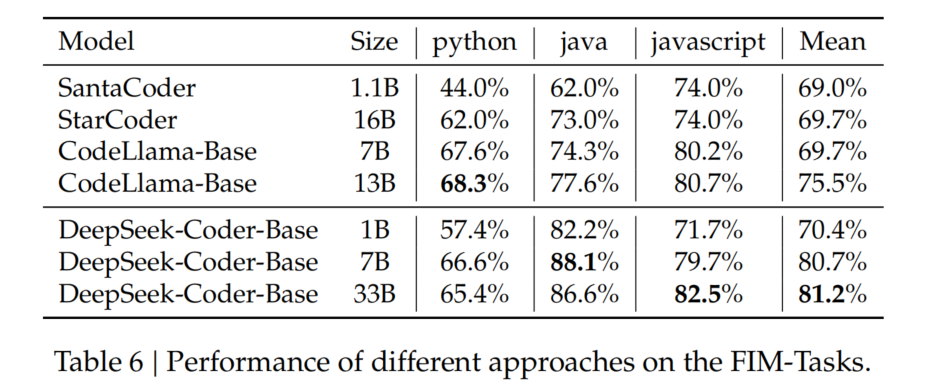 Model Size python java javascript Mean
SantaCoder 1.1B 44.0% 62.0% 74.0% 69.0%
StarCoder 16B 62.0% 73.0% 74.0% 69.7%
CodeLlama-Base 7B 67.6% 74.3% 80.2% 69.7%
CodeLlama-Base 13B 68.3% 77.6% 80.7% 75.5%
DeepSeek-Coder-Base 1B 57.4% 82.2% 71.7% 70.4%
DeepSeek-Coder-Base 7B 66.6% 88.1% 79.7% 80.7%
DeepSeek-Coder-Base 33B 65.4% 86.6% 82.5% 81.2%
Table 6 | Performance of different approaches on the FIM-Tasks.